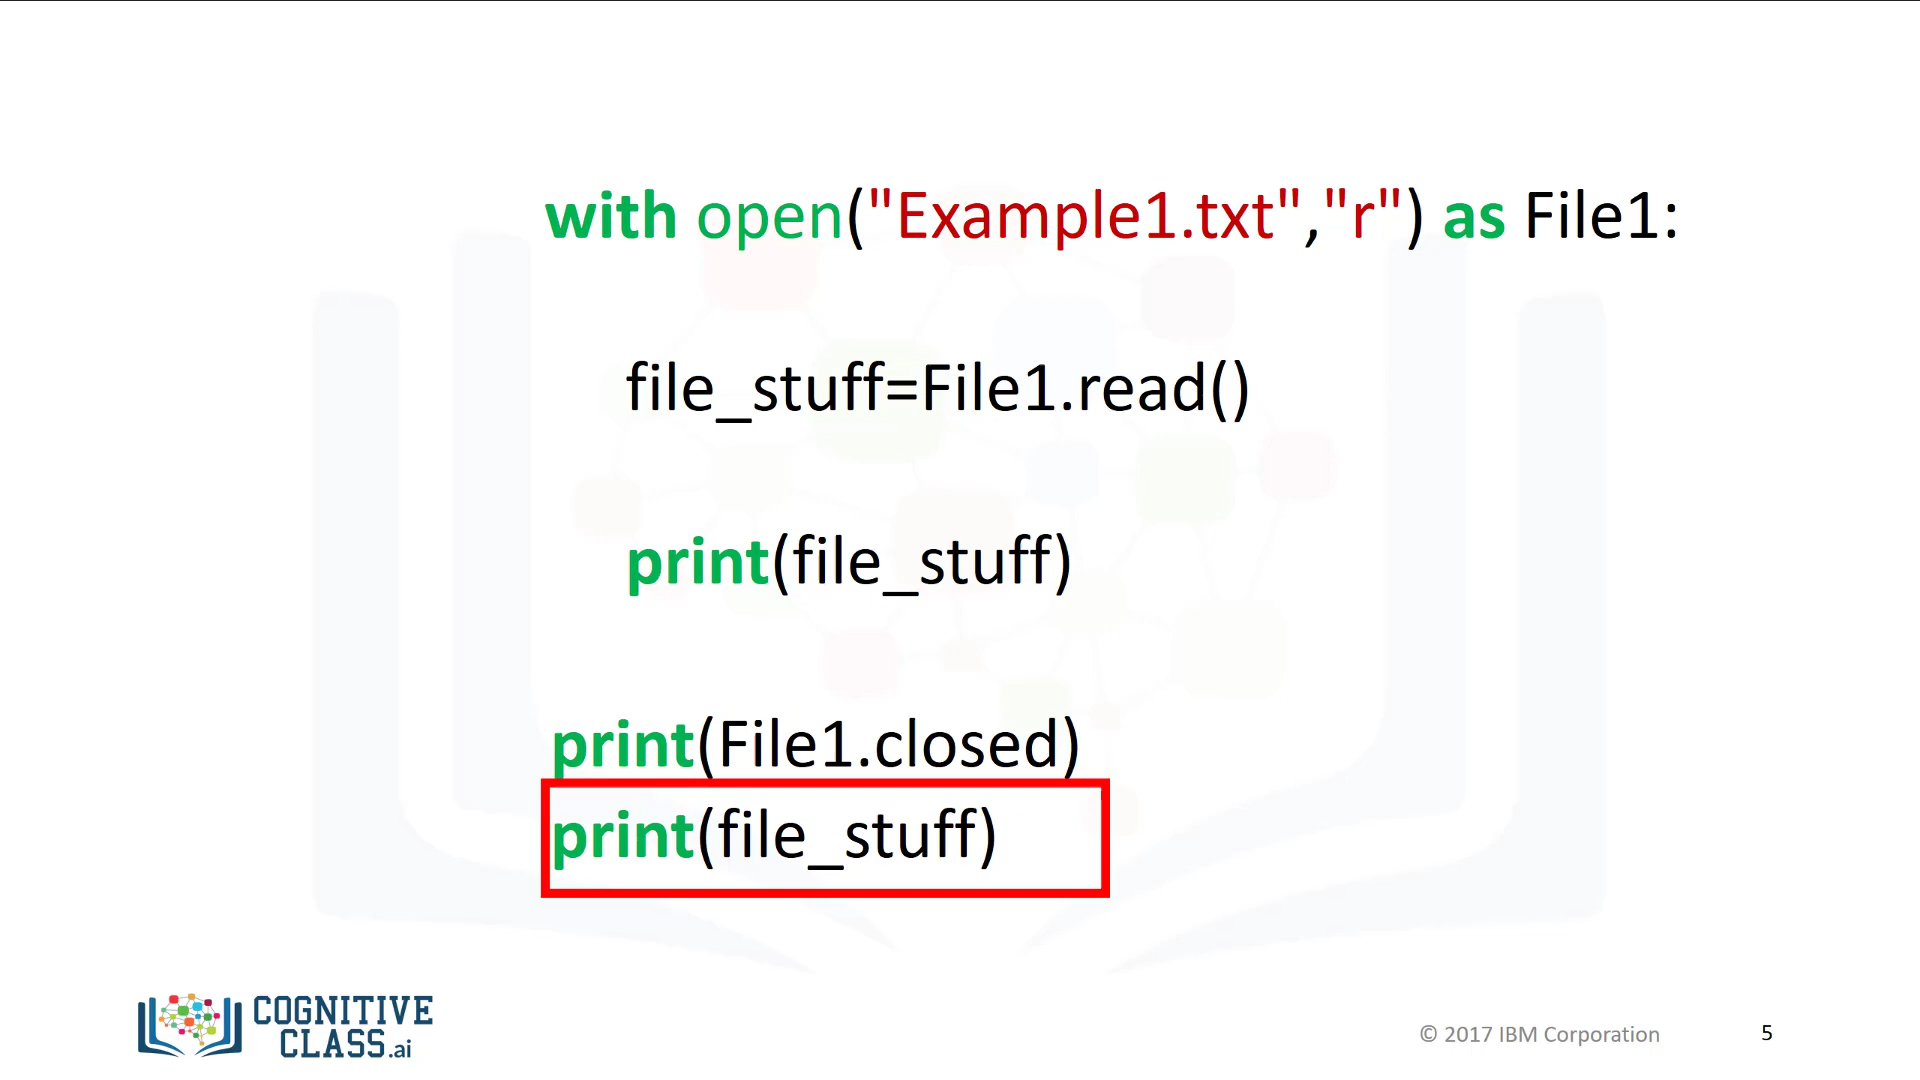 with open("Example1.txt","r") as File1:
file_stuff=File1.read()
print(file_stuff)
print(File1.closed)
print(file_stuff)
COGNITIVE
CLASS.ai
© 2017 IBM Corporation 5